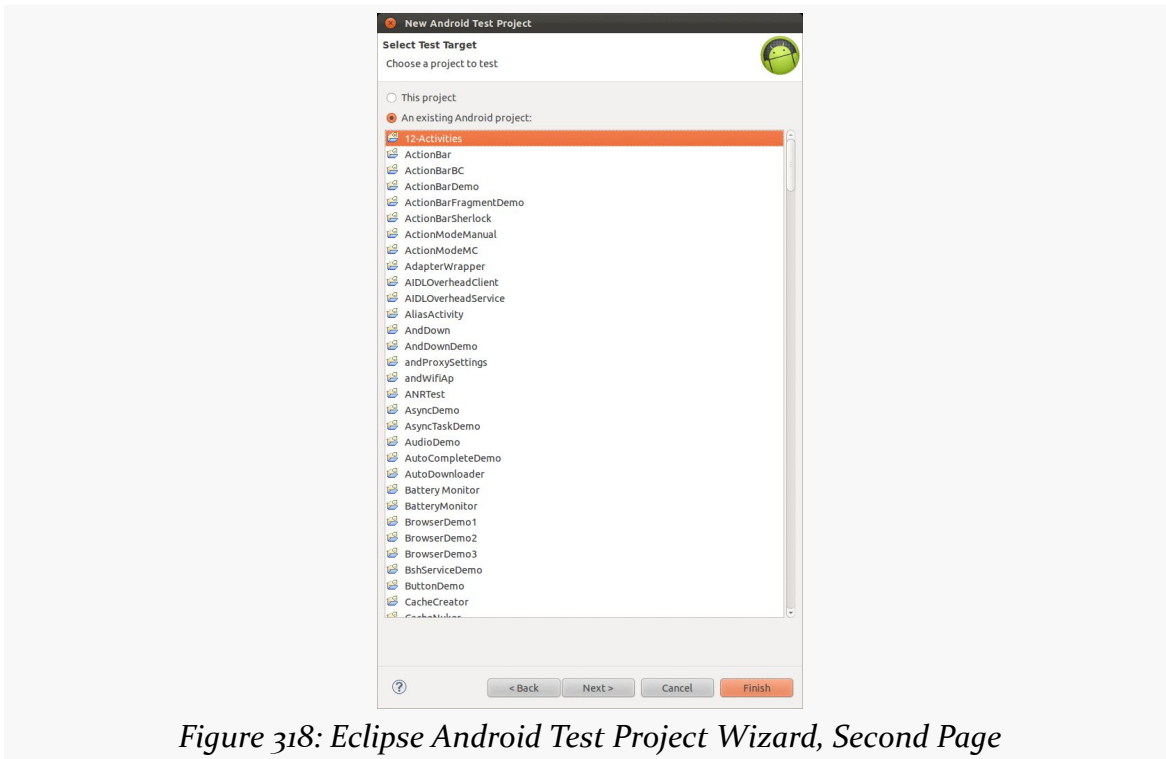 New Android Test Project
Select Test Target
Choose a project to test
This project
An existing Android project:
12-Activities
ActionBar
ActionBarBC
ActionBarDemo
ActionBarFragmentDemo
ActionBarSherlock
ActionModeManual
ActionModeMC
AdapterWrapper
AIDLOverheadClient
AIDLOverheadService
AliasActivity
AndDown
AndDownDemo
andProxySettings
andWifiAp
ANRTest
AsyncDemo
AsyncTaskDemo
AudioDemo
AutoCompleteDemo
AutoDownloader
Battery Monitor
BatteryMonitor
BrowserDemo1
BrowserDemo2
BrowserDemo3
BshServiceDemo
ButtonDemo
CacheCreator
? < Back Next > Cancel Finish
Figure 318: Eclipse Android Test Project Wizard, Second Page